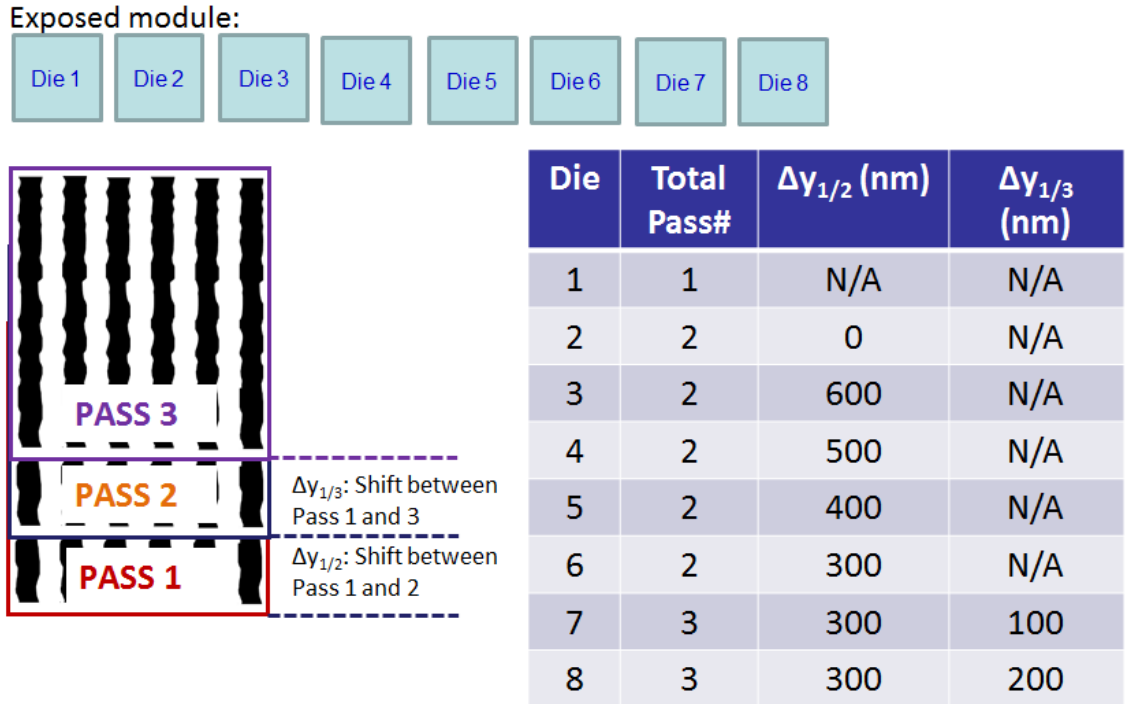 Exposed module:
Die 1 Die 2 Die 3 Die 4 Die 5 Die 6 Die 7 Die 8
PASS 3
PASS 2
PASS 1
Δy1/3: Shift between
Pass 1 and 3
Δy1/2: Shift between
Pass 1 and 2
Die Total Pass# Δy1/2 (nm) Δy1/3 (nm)
1 1 N/A N/A
2 2 0 N/A
3 2 600 N/A
4 2 500 N/A
5 2 400 N/A
6 2 300 N/A
7 3 300 100
8 3 300 200